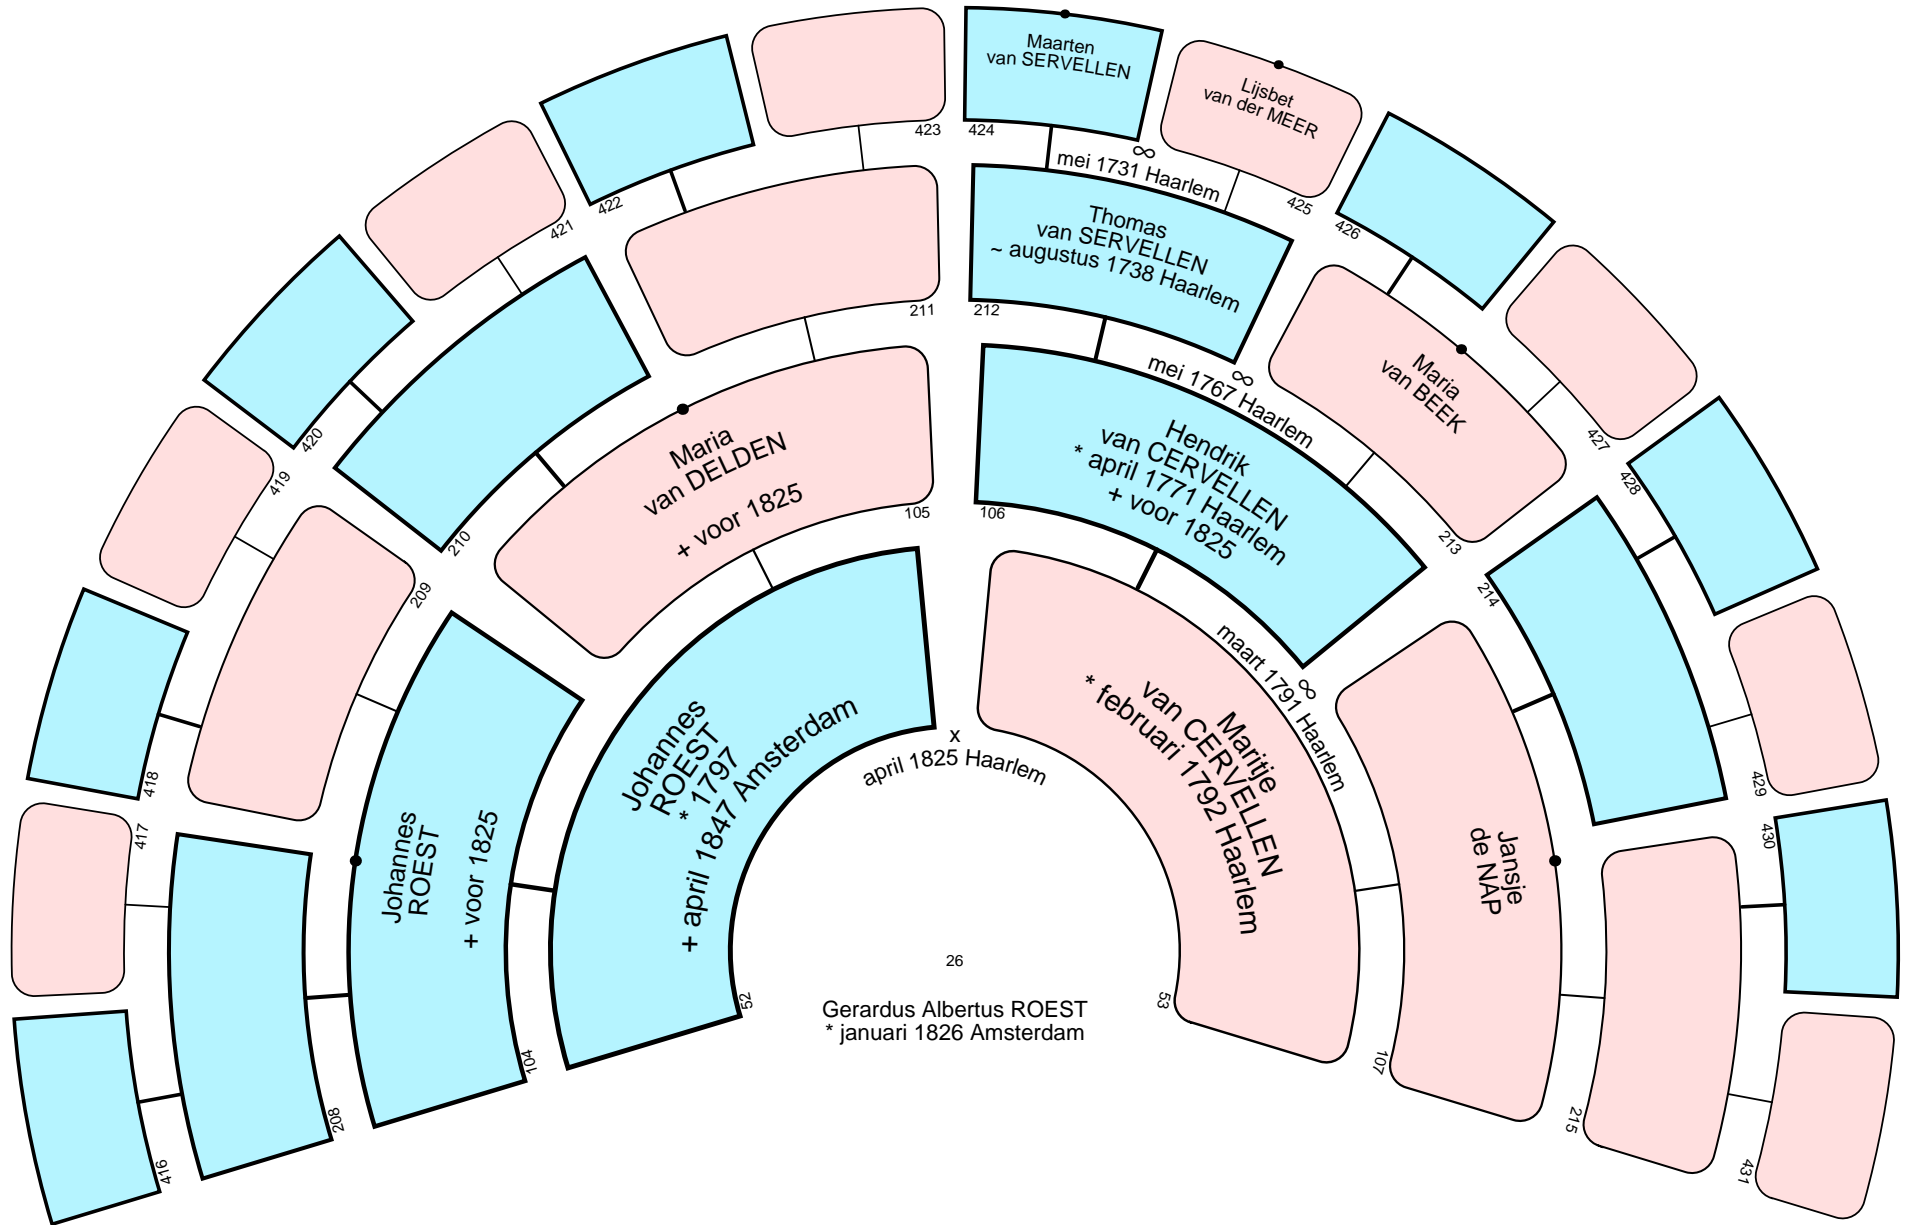 Maarten
van SERVELLEN
424
Lijsbet
van der MEER
425
∞
mei 1731 Haarlem
423
422
421
420
419
418
417
416
426
427
428
429
430
431
Thomas
van SERVELLEN
~ augustus 1738 Haarlem
212
∞
mei 1767 Haarlem
Maria
van BEEK
213
211
210
209
208
214
215
Maria
van DELDEN
+ voor 1825
105
Hendrik
van CERVELLEN
* april 1771 Haarlem
+ voor 1825
106
∞
maart 1791 Haarlem
Johannes
ROEST
+ voor 1825
104
Jansje
de NAP
107
Johannes
ROEST
* 1797
+ april 1847 Amsterdam
52
x
april 1825 Haarlem
Maritje
van CERVELLEN
* februari 1792 Haarlem
53
26
Gerardus Albertus ROEST
* januari 1826 Amsterdam